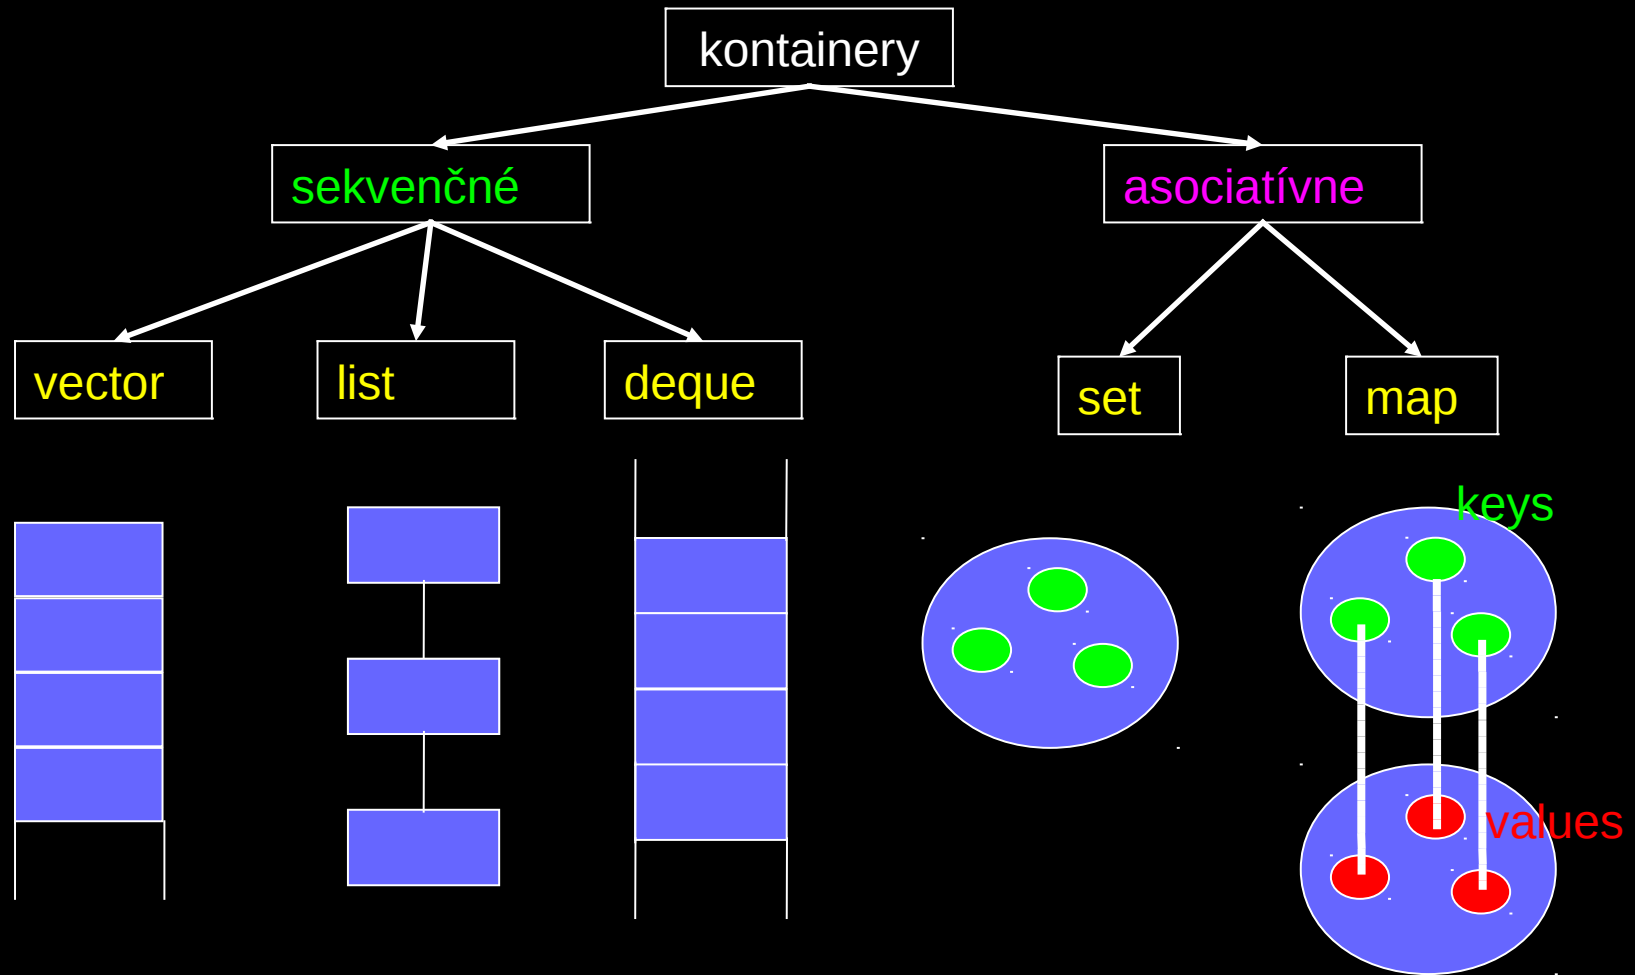 kontainery
sekvenčné
asociatívne
vector
list
deque
set
map
keys
values